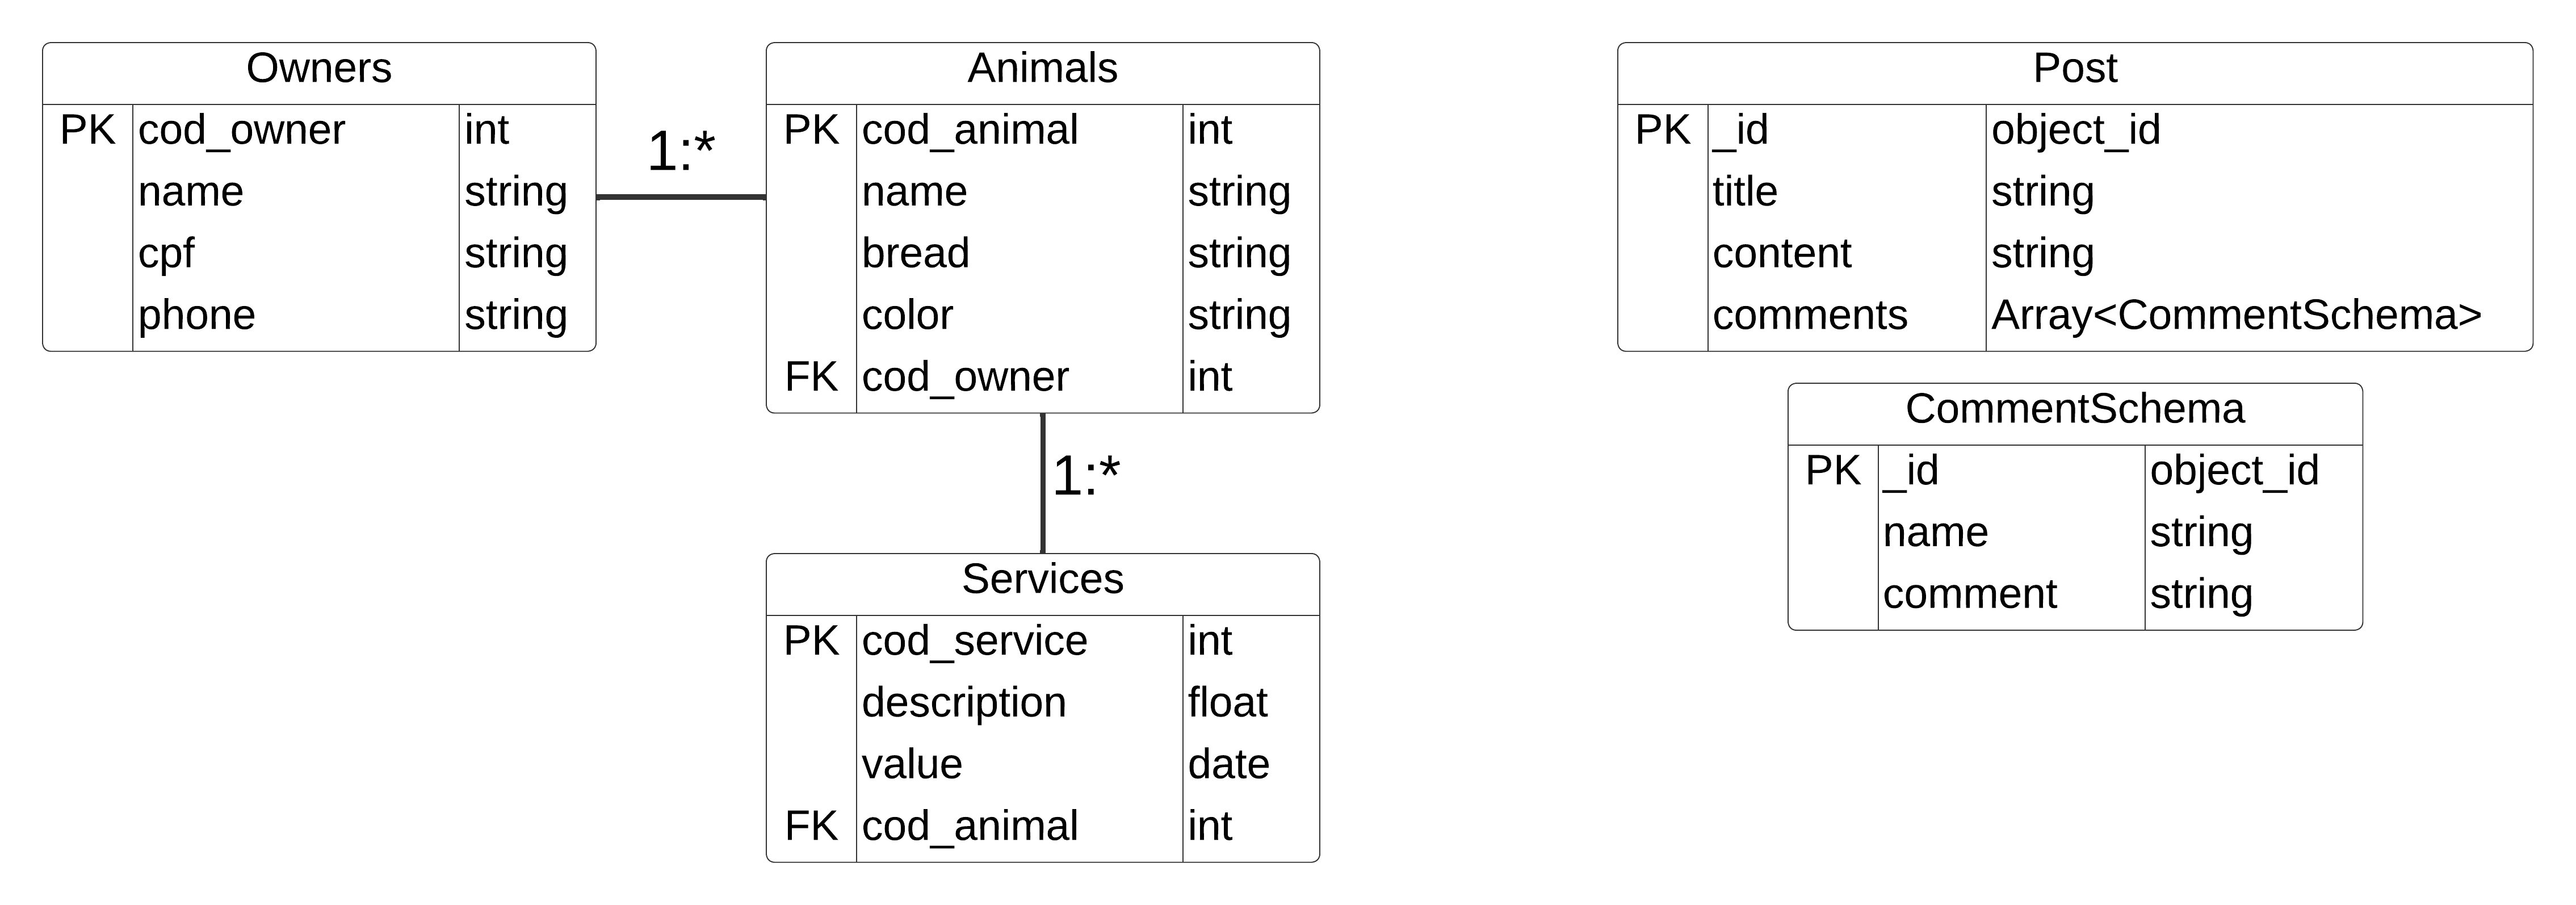 Owners
PK cod_owner int
name string
cpf string
phone string
1:*
Animals
PK cod_animal int
name string
bread string
color string
FK cod_owner int
1:*
Services
PK cod_service int
description float
value date
FK cod_animal int
Post
PK _id object_id
title string
content string
comments Array<CommentSchema>
CommentSchema
PK _id object_id
name string
comment string